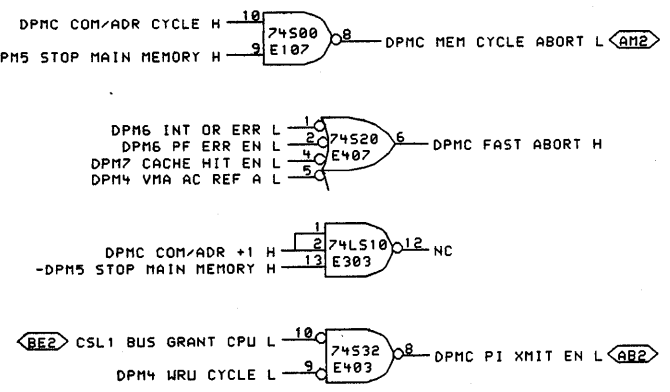 DPMC COM/ADR CYCLE H 10
74S00 8 DPMC MEM CYCLE ABORT L AM2
PM5 STOP MAIN MEMORY H 9 E107
DPM6 INT OR ERR L 1
DPM6 PF ERR EN L 2 74S20 6 DPMC FAST ABORT H
DPM7 CACHE HIT EN L 4 E407
DPM4 VMA AC REF A L 5
1
DPMC COM/ADR +1 H 2 74LS10 12 NC
-DPM5 STOP MAIN MEMORY H 13 E303
BE2 CSL1 BUS GRANT CPU L 10
74S32 8 DPMC PI XMIT EN L AB2
DPM4 WRU CYCLE L 9 E403